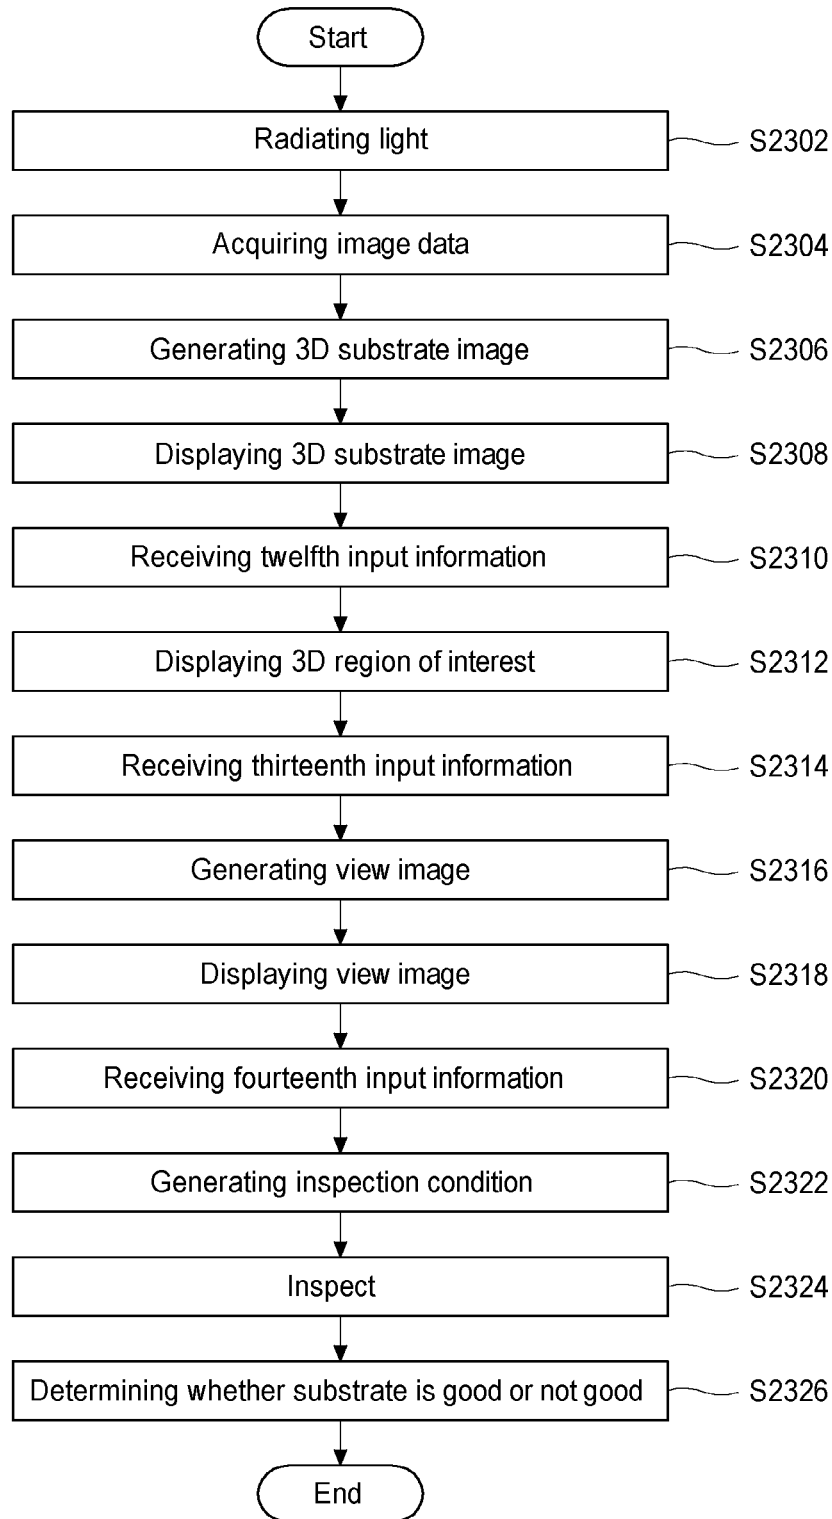 Start
Radiating light S2302
Acquiring image data S2304
Generating 3D substrate image S2306
Displaying 3D substrate image S2308
Receiving twelfth input information S2310
Displaying 3D region of interest S2312
Receiving thirteenth input information S2314
Generating view image S2316
Displaying view image S2318
Receiving fourteenth input information S2320
Generating inspection condition S2322
Inspect S2324
Determining whether substrate is good or not good S2326
End